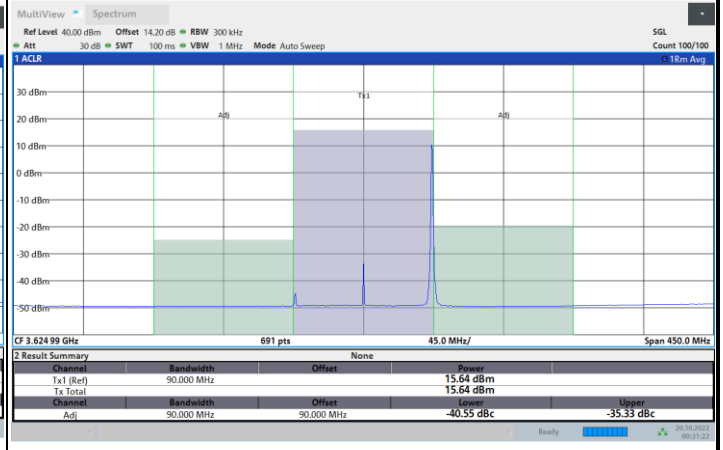 MultiView Spectrum
Ref Level 40.00 dBm Offset 14.20 dB RBW 300 kHz SGL
Att 30 dB SWT 100 ms VBW 1 MHz Mode Auto Sweep Count 100/100
1 ACLR 1Rm Avg
30 dBm
Tx1
20 dBm
Adj Adj
10 dBm
0 dBm
-10 dBm
-20 dBm
-30 dBm
-40 dBm
-50 dBm
CF 3.624 99 GHz 691 pts 45.0 MHz/ Span 450.0 MHz
2 Result Summary None
Channel Bandwidth Offset Power
Tx1 (Ref) 90.000 MHz 15.64 dBm
Tx Total 15.64 dBm
Channel Bandwidth Offset Lower Upper
Adj 90.000 MHz 90.000 MHz -40.55 dBc -35.33 dBc
Ready 20.10.2022
00:31:22